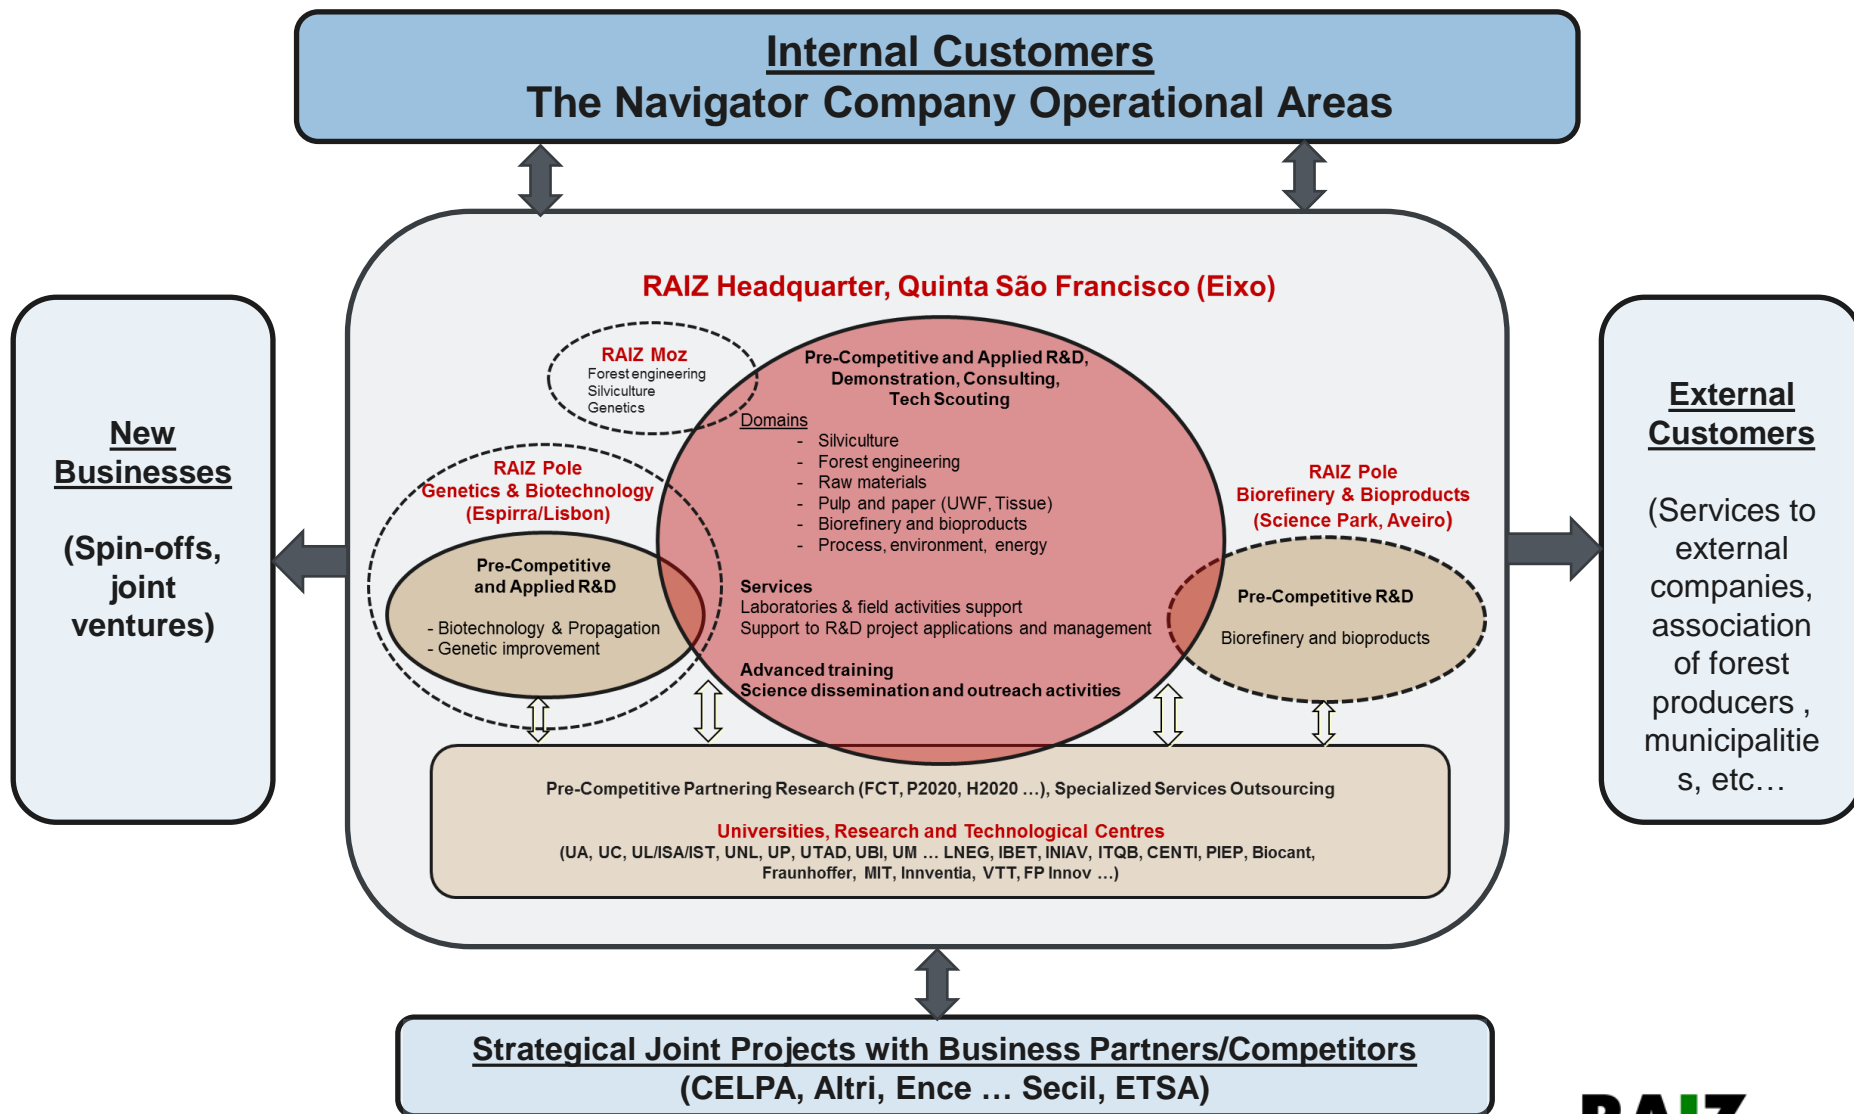 Internal Customers
The Navigator Company Operational Areas
New
Businesses
(Spin-offs,
joint
ventures)
RAIZ Headquarter, Quinta São Francisco (Eixo)
RAIZ Moz
Forest engineering
Silviculture
Genetics
RAIZ Pole
Genetics & Biotechnology
(Espirra/Lisbon)
Pre-Competitive
and Applied R&D
- Biotechnology & Propagation
- Genetic improvement
Pre-Competitive and Applied R&D,
Demonstration, Consulting,
Tech Scouting
Domains
- Silviculture
- Forest engineering
- Raw materials
- Pulp and paper (UWF, Tissue)
- Biorefinery and bioproducts
- Process, environment, energy
Services
Laboratories & field activities support
Support to R&D project applications and management
Advanced training
Science dissemination and outreach activities
RAIZ Pole
Biorefinery & Bioproducts
(Science Park, Aveiro)
Pre-Competitive R&D
Biorefinery and bioproducts
Pre-Competitive Partnering Research (FCT, P2020, H2020 …), Specialized Services Outsourcing
Universities, Research and Technological Centres
(UA, UC, UL/ISA/IST, UNL, UP, UTAD, UBI, UM … LNEG, IBET, INIAV, ITQB, CENTI, PIEP, Biocant,
Fraunhoffer, MIT, Innventia, VTT, FP Innov …)
External
Customers
(Services to
external
companies,
association
of forest
producers ,
municipalitie
s, etc…
Strategical Joint Projects with Business Partners/Competitors
(CELPA, Altri, Ence … Secil, ETSA)
RAIZ